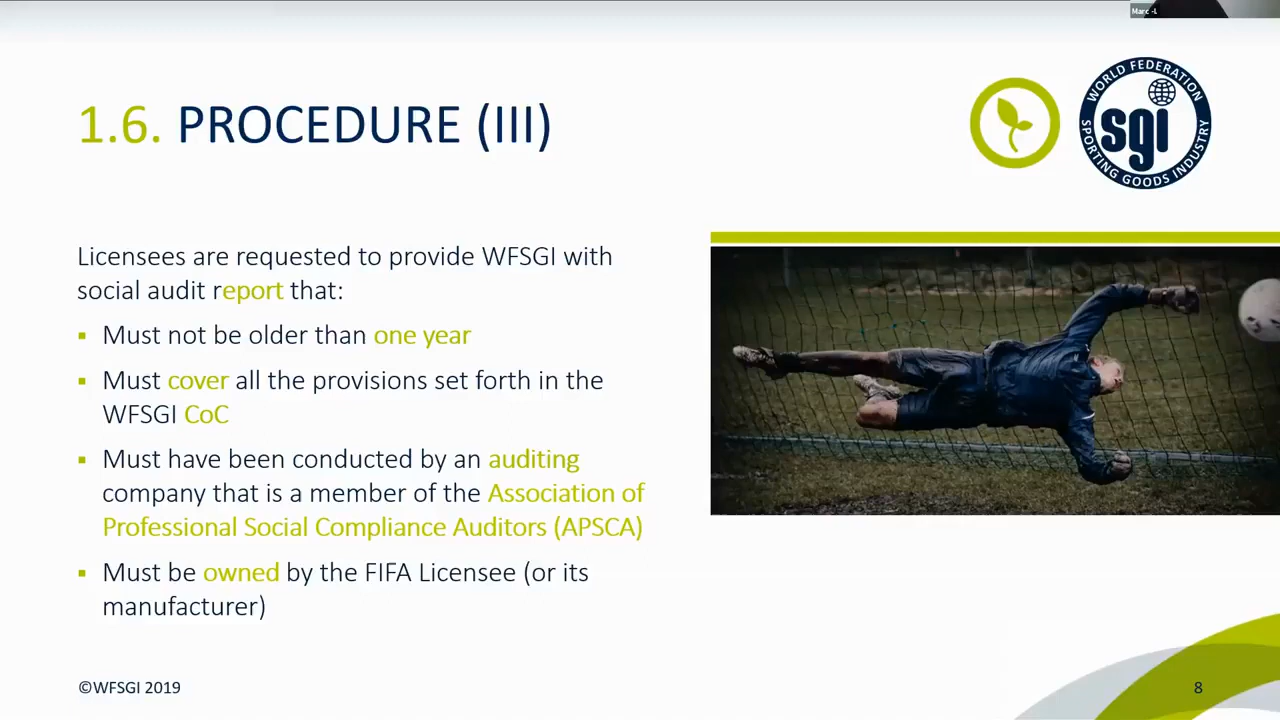 Marc -L
1.6. PROCEDURE (III)
WORLD FEDERATION
sgi
SPORTING GOODS INDUSTRY
Licensees are requested to provide WFSGI with
social audit report that:
▪ Must not be older than one year
▪ Must cover all the provisions set forth in the
WFSGI CoC
▪ Must have been conducted by an auditing
company that is a member of the Association of
Professional Social Compliance Auditors (APSCA)
▪ Must be owned by the FIFA Licensee (or its
manufacturer)
©WFSGI 2019
8